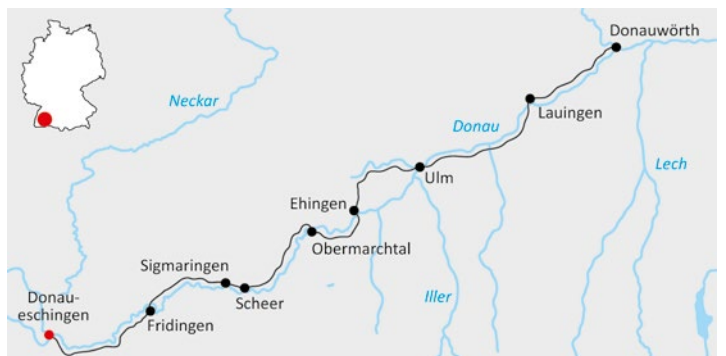 Donauwörth
Neckar
Lauingen
Donau
Lech
Ulm
Ehingen
Obermarchtal
Sigmaringen
Scheer
Iller
Donau-
eschingen
Fridingen